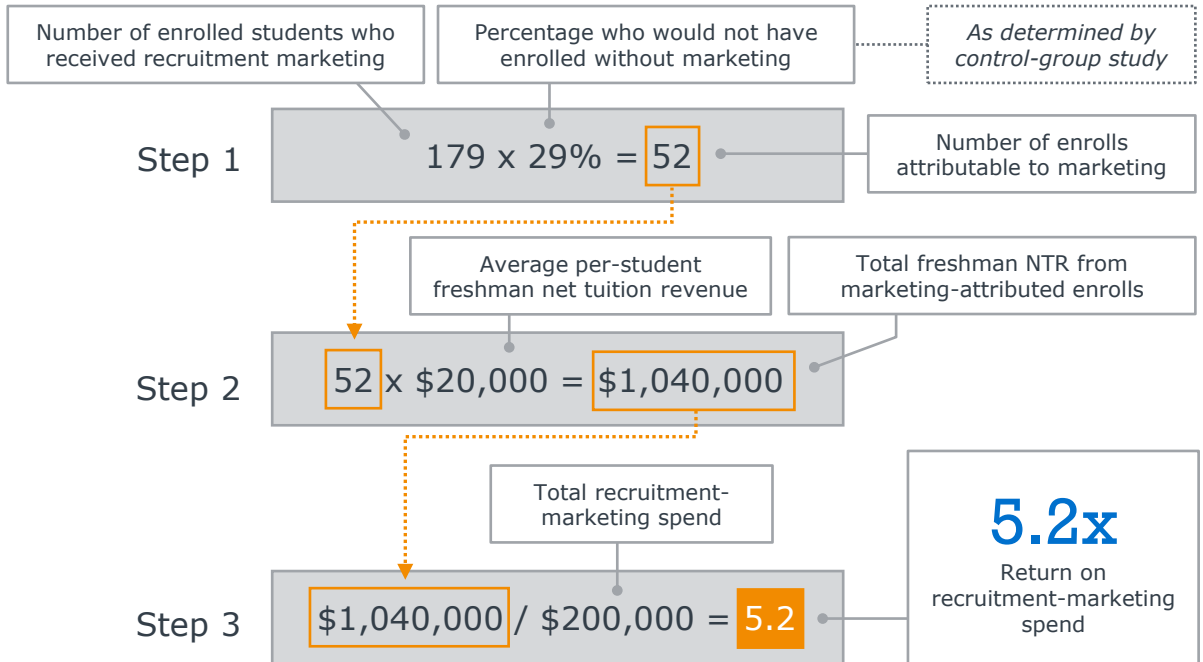 Number of enrolled students who
received recruitment marketing
Percentage who would not have
enrolled without marketing
As determined by
control-group study
Step 1
179 x 29% = 52
Number of enrolls
attributable to marketing
Average per-student
freshman net tuition revenue
Total freshman NTR from
marketing-attributed enrolls
Step 2
52 x $20,000 = $1,040,000
Total recruitment-
marketing spend
Step 3
$1,040,000 / $200,000 = 5.2
5.2x
Return on
recruitment-marketing
spend